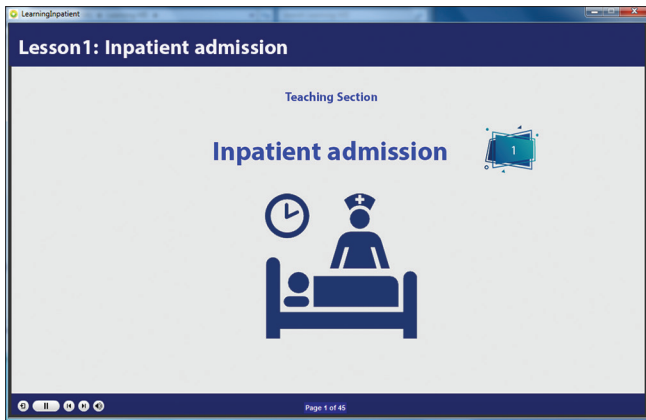 LearningInpatient
Lesson1: Inpatient admission
Teaching Section
Inpatient admission
1
Page 1 of 45